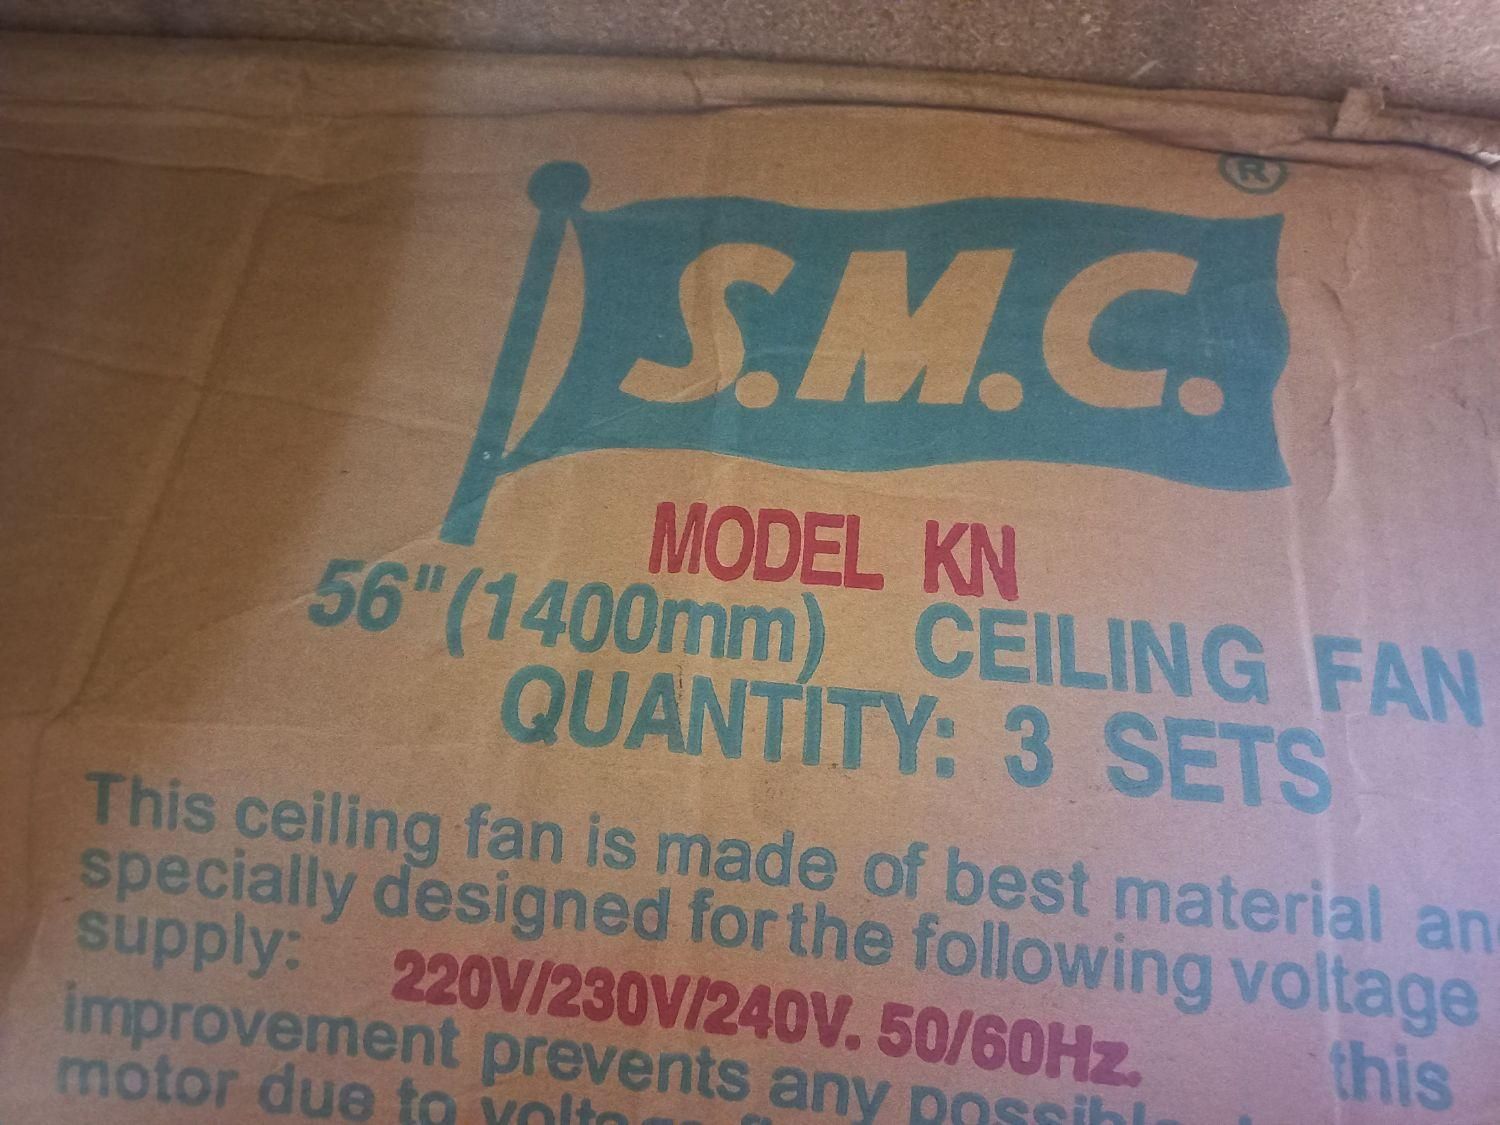 ®
S.M.C.
MODEL KN
56"(1400mm) CEILING FAN
QUANTITY: 3 SETS
This ceiling fan is made of best material
specially designed for the following voltage
supply: 220V/230V/240V. 50/60Hz. this
improvement prevents any
motor due to